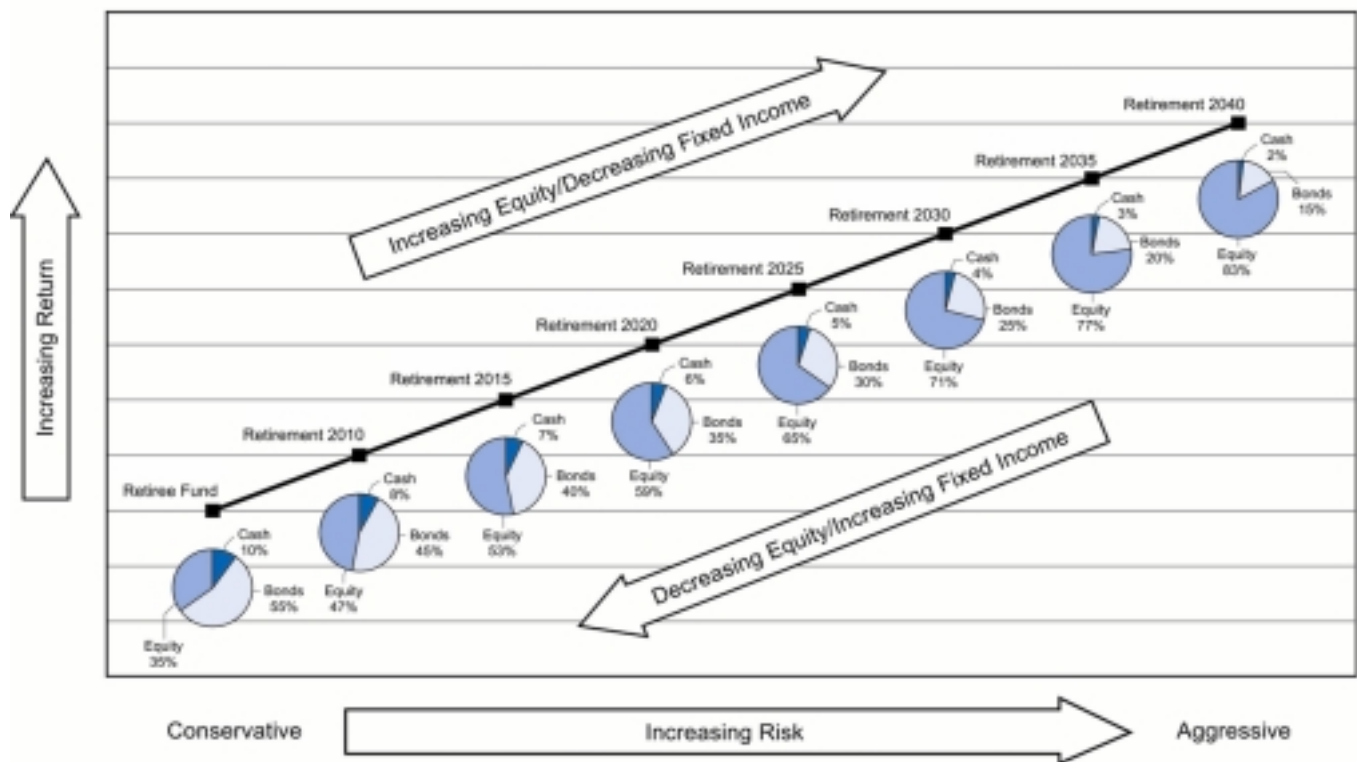 Retirement 2040
Cash
2%
Bonds
15%
Equity
83%
Retirement 2035
Cash
3%
Bonds
20%
Equity
77%
Retirement 2030
Cash
4%
Bonds
25%
Equity
71%
Retirement 2025
Cash
5%
Bonds
30%
Equity
65%
Retirement 2020
Cash
6%
Bonds
35%
Equity
59%
Retirement 2015
Cash
7%
Bonds
40%
Equity
53%
Retirement 2010
Cash
8%
Bonds
45%
Equity
47%
Retiree Fund
Cash
10%
Bonds
55%
Equity
35%
Increasing Equity/Decreasing Fixed Income
Decreasing Equity/Increasing Fixed Income
Increasing Return
Conservative
Increasing Risk
Aggressive